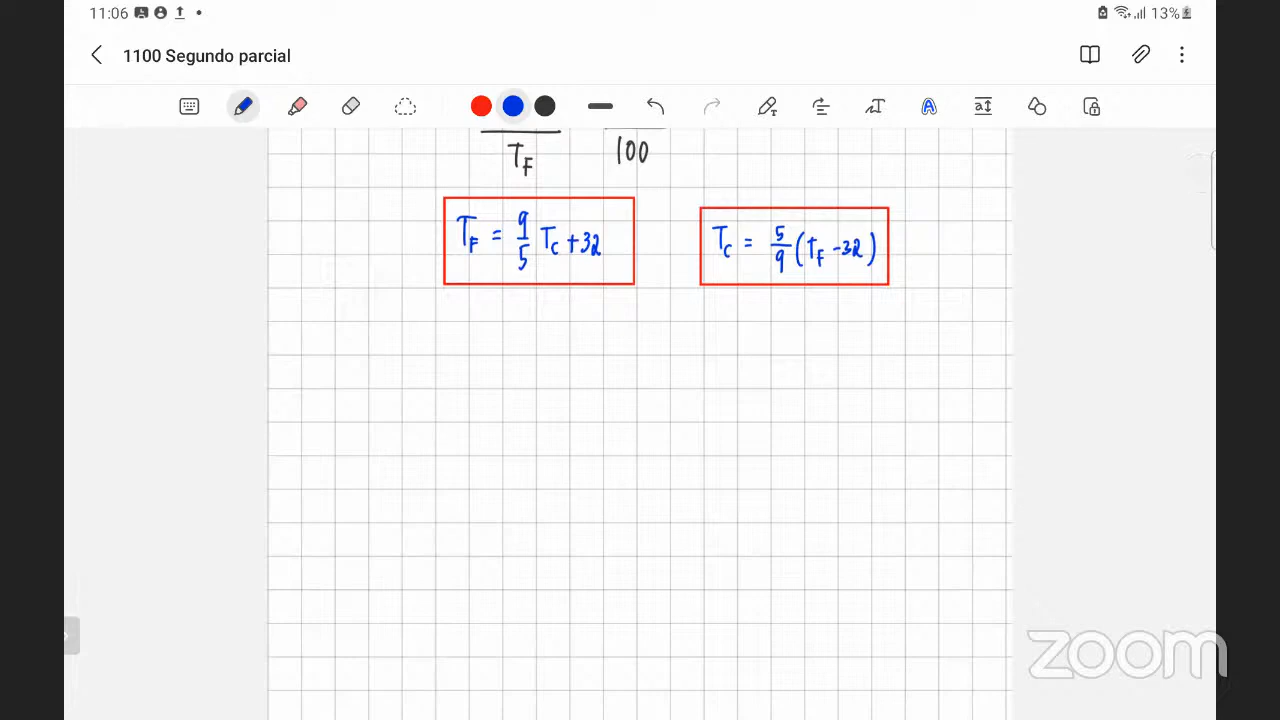 11:06 13%
1100 Segundo parcial
T_F 100
T_F = 9/5 T_C + 32
T_C = 5/9 (T_F - 32)
zoom